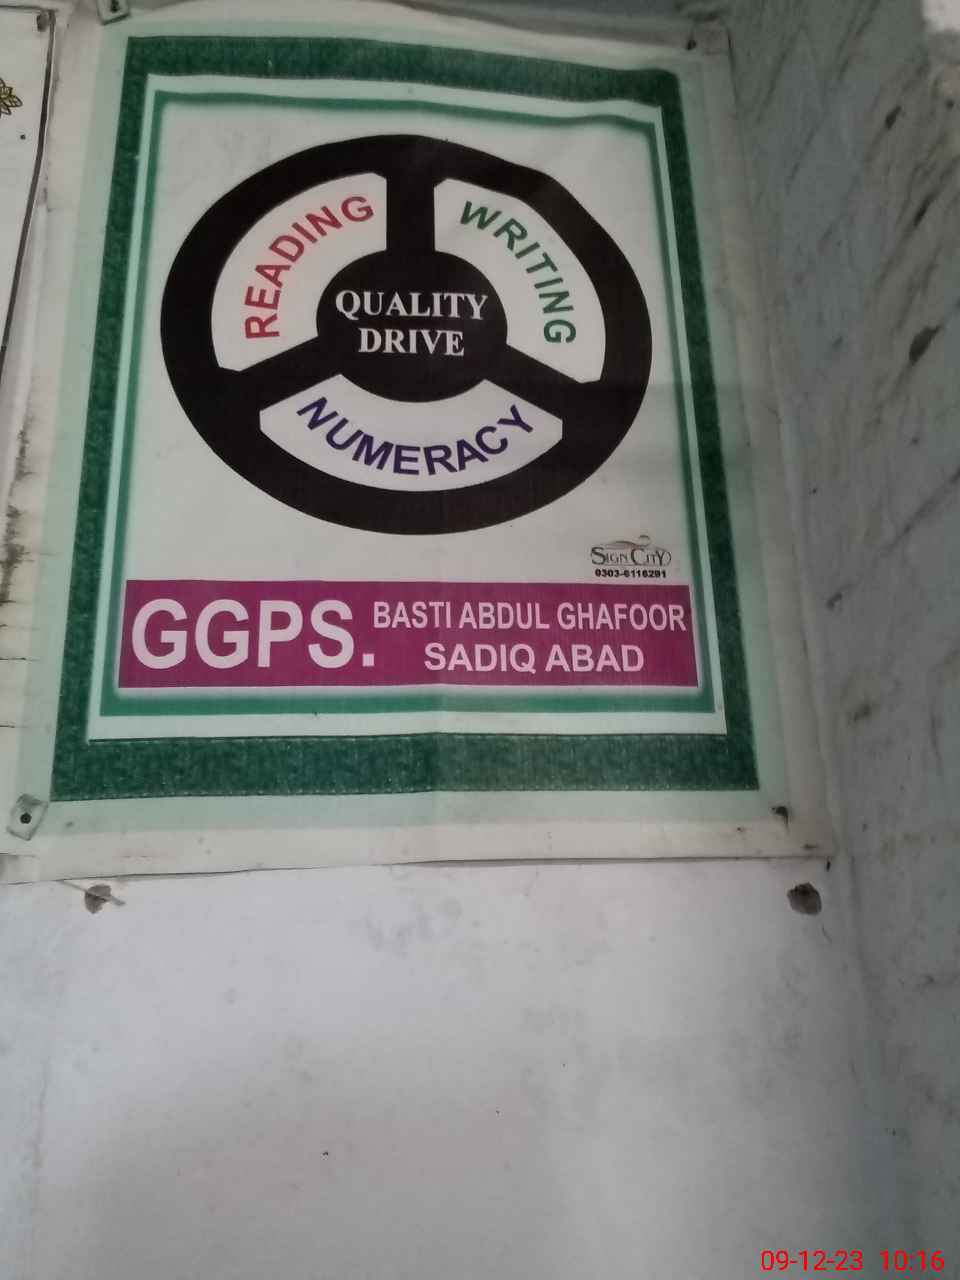 READING
WRITING
QUALITY
DRIVE
NUMERACY
SIGN CITY
0303-6116291
GGPS. BASTI ABDUL GHAFOOR
SADIQ ABAD
09-12-23 10:16